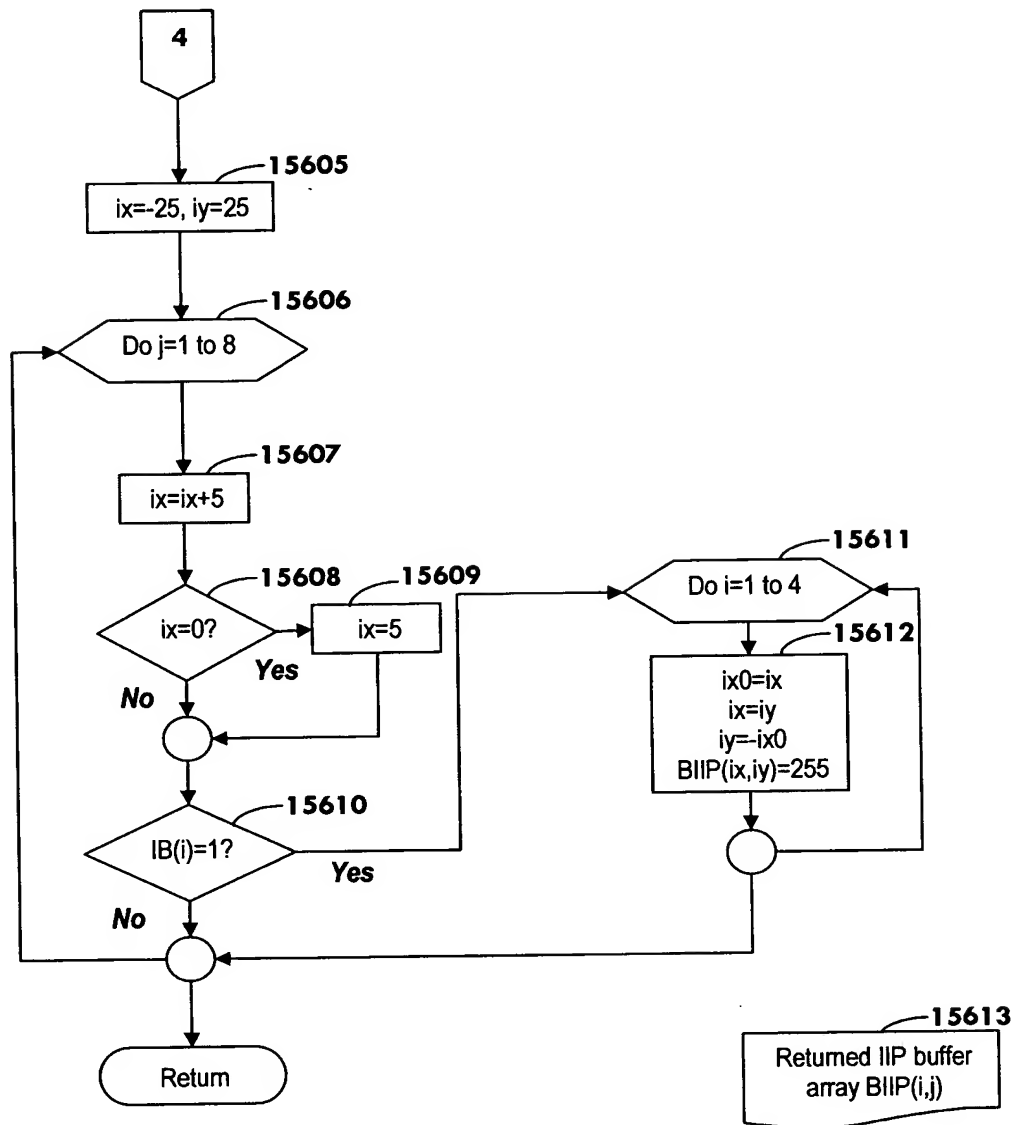 4
15605
ix=-25, iy=25
15606
Do j=1 to 8
15607
ix=ix+5
15608
ix=0?
Yes
No
15609
ix=5
15610
IB(i)=1?
Yes
No
15611
Do i=1 to 4
15612
ix0=ix
ix=iy
iy=-ix0
BIIP(ix,iy)=255
Return
15613
Returned IIP buffer
array BIIP(i,j)